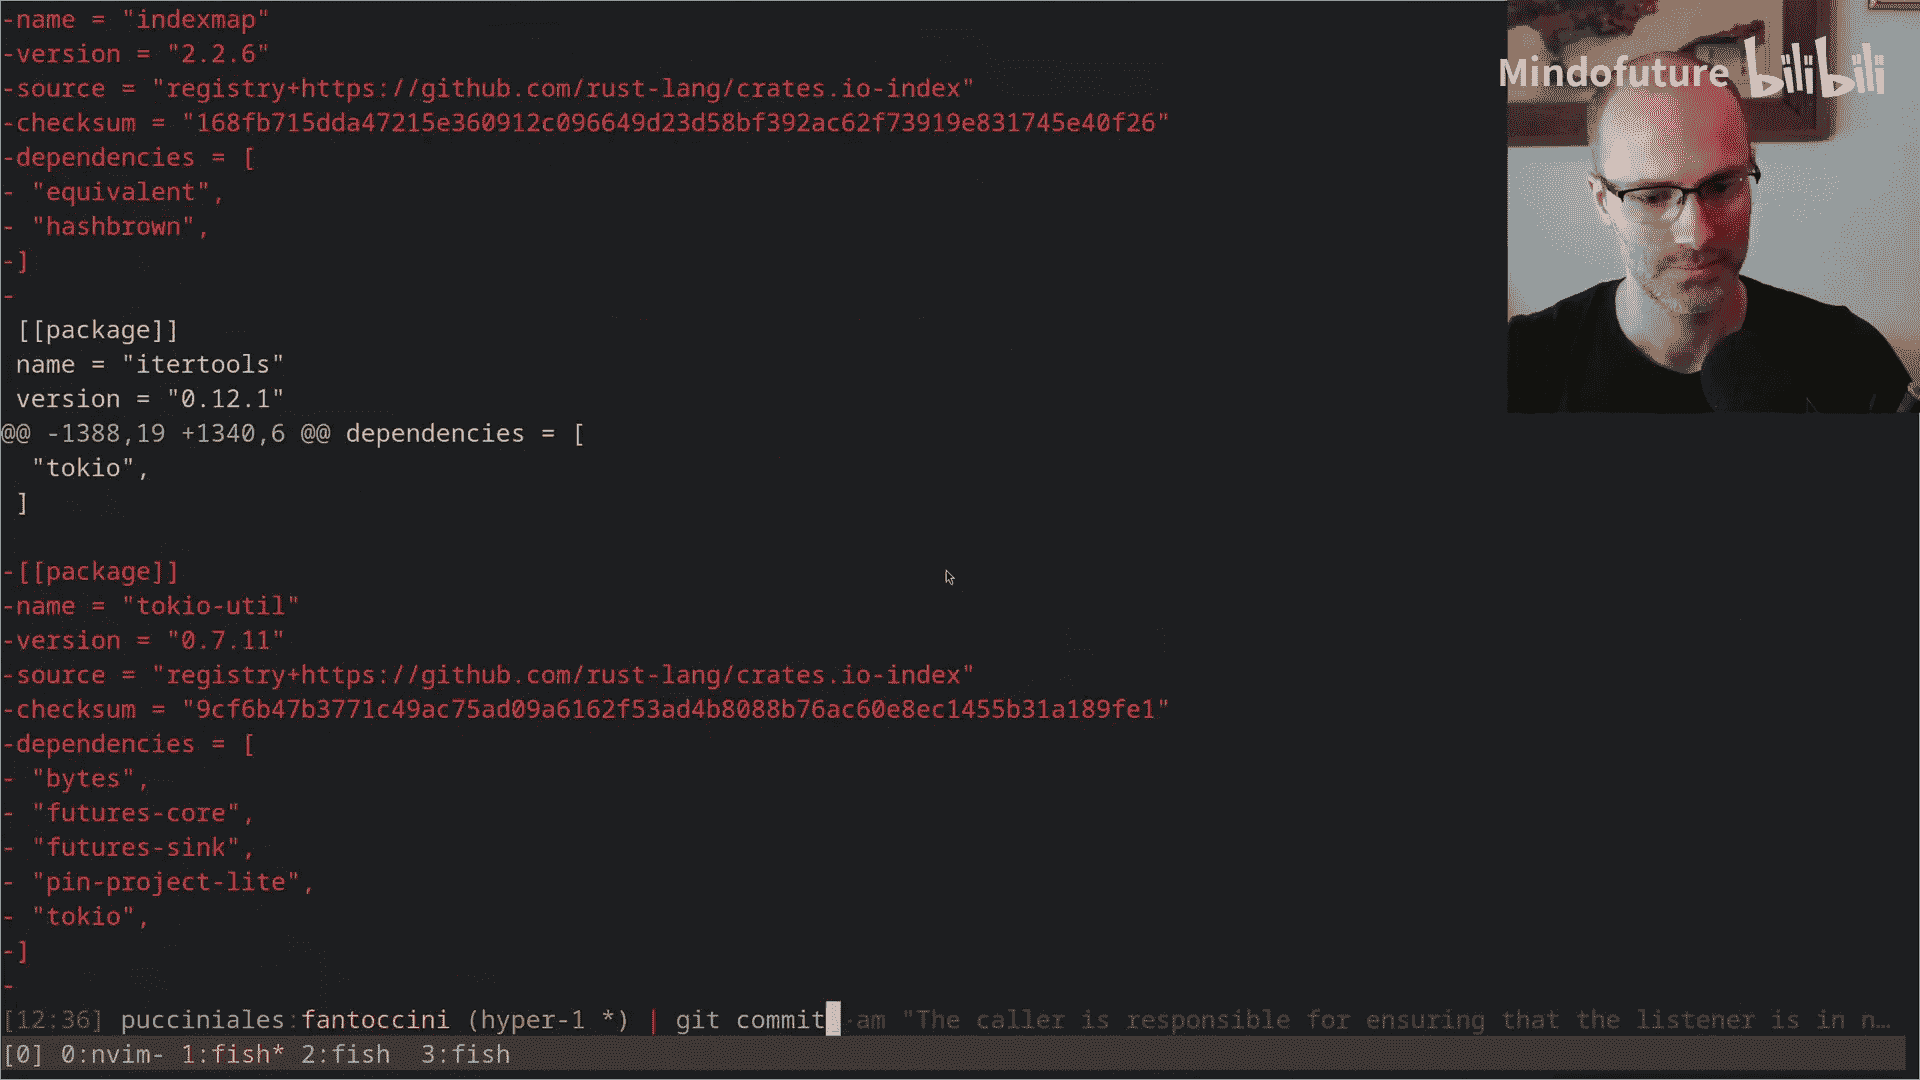 -name = "indexmap"
-version = "2.2.6"
-source = "registry+https://github.com/rust-lang/crates.io-index"
-checksum = "168fb715dda47215e360912c096649d23d58bf392ac62f73919e831745e40f26"
-dependencies = [
- "equivalent",
- "hashbrown",
-]
-
[[package]]
name = "itertools"
version = "0.12.1"
@@ -1388,19 +1340,6 @@ dependencies = [
"tokio",
]
-[[package]]
-name = "tokio-util"
-version = "0.7.11"
-source = "registry+https://github.com/rust-lang/crates.io-index"
-checksum = "9cf6b47b3771c49ac75ad09a6162f53ad4b8088b76ac60e8ec1455b31a189fe1"
-dependencies = [
- "bytes",
- "futures-core",
- "futures-sink",
- "pin-project-lite",
- "tokio",
-]
-
[12:36] pucciniales:fantoccini (hyper-1 *) | git commit -am "The caller is responsible for ensuring that the listener is in n…
[0] 0:nvim- 1:fish* 2:fish 3:fish
Mindofuture bilibili